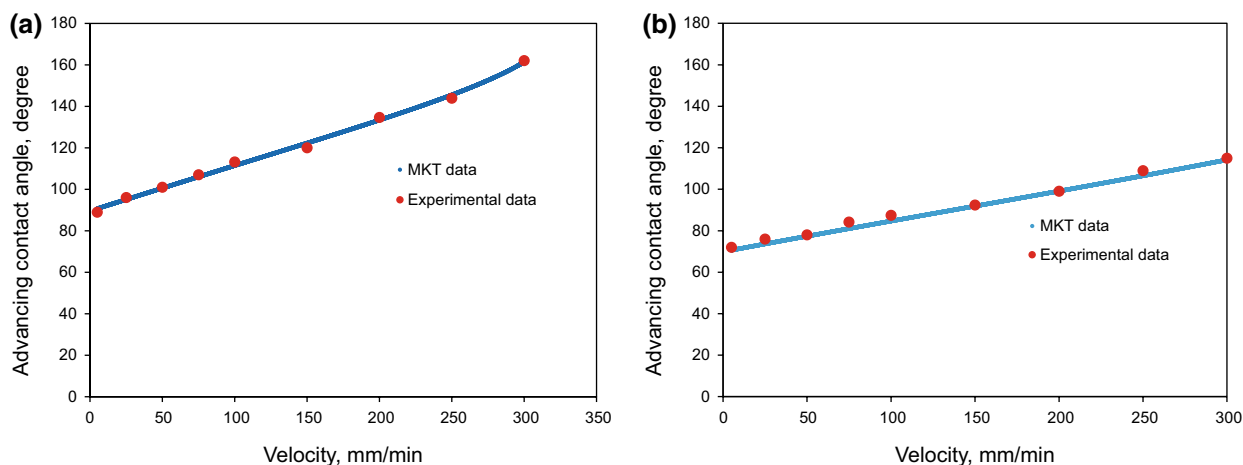 (a)
Advancing contact angle, degree
180
160
140
120
100
80
60
40
20
0
0 50 100 150 200 250 300 350
Velocity, mm/min
MKT data
Experimental data
(b)
Advancing contact angle, degree
180
160
140
120
100
80
60
40
20
0
0 50 100 150 200 250 300
Velocity, mm/min
MKT data
Experimental data